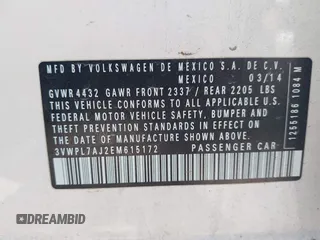 MFD BY VOLKSWAGEN DE MEXICO S.A. DE C.V.
MEXICO 03/14
GVWR 4432 GAWR FRONT 2337 / REAR 2205 LBS
THIS VEHICLE CONFORMS TO ALL APPLICABLE U.S.
FEDERAL MOTOR VEHICLE SAFETY, BUMPER, AND
THEFT PREVENTION STANDARDS IN EFFECT ON
THE DATE OF MANUFACTURE SHOWN ABOVE.
3VWPL7AJ2EM615172 PASSENGER CAR
1255186 1084 M
© AUTOBIDMASTER